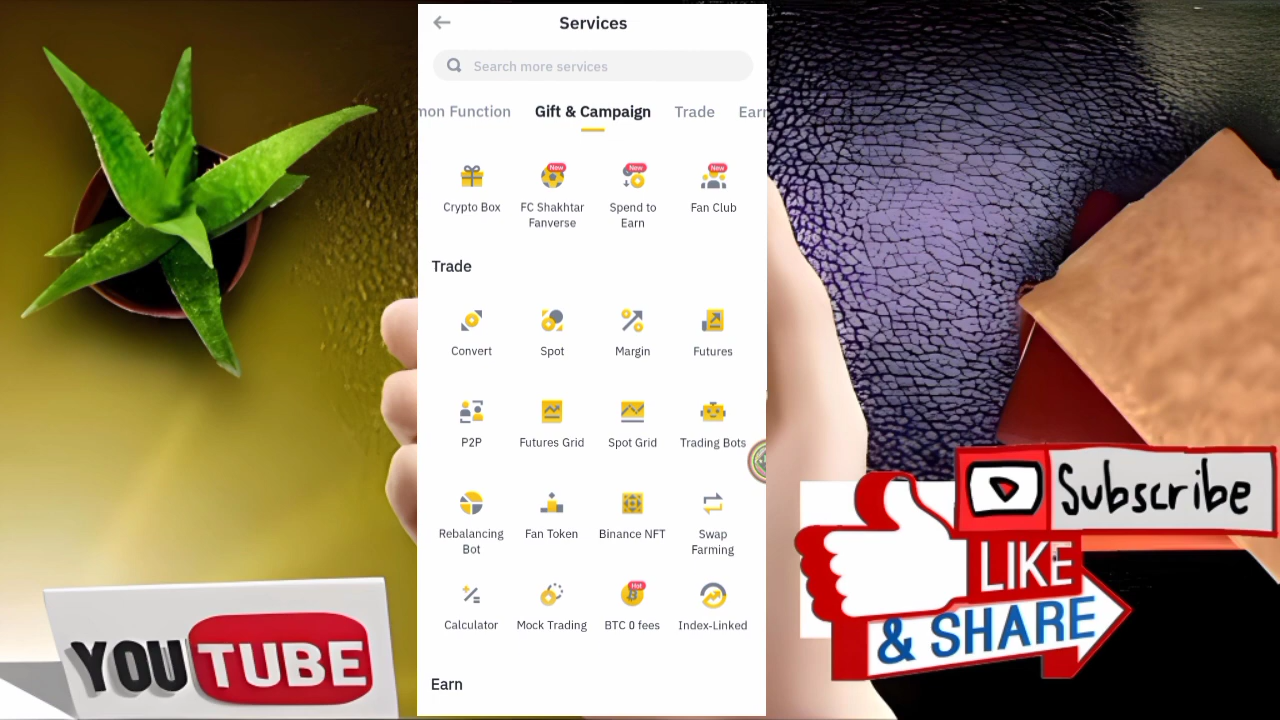 Services
Search more services
mon Function Gift & Campaign Trade Earn
New New New
Crypto Box FC Shakhtar Spend to Fan Club
Fanverse Earn
Trade
Convert Spot Margin Futures
P2P Futures Grid Spot Grid Trading Bots
Rebalancing Fan Token Binance NFT Swap
Bot Farming
Hot
Calculator Mock Trading BTC 0 fees Index-Linked
Earn
YOUTUBE
Subscribe
LIKE
& SHARE